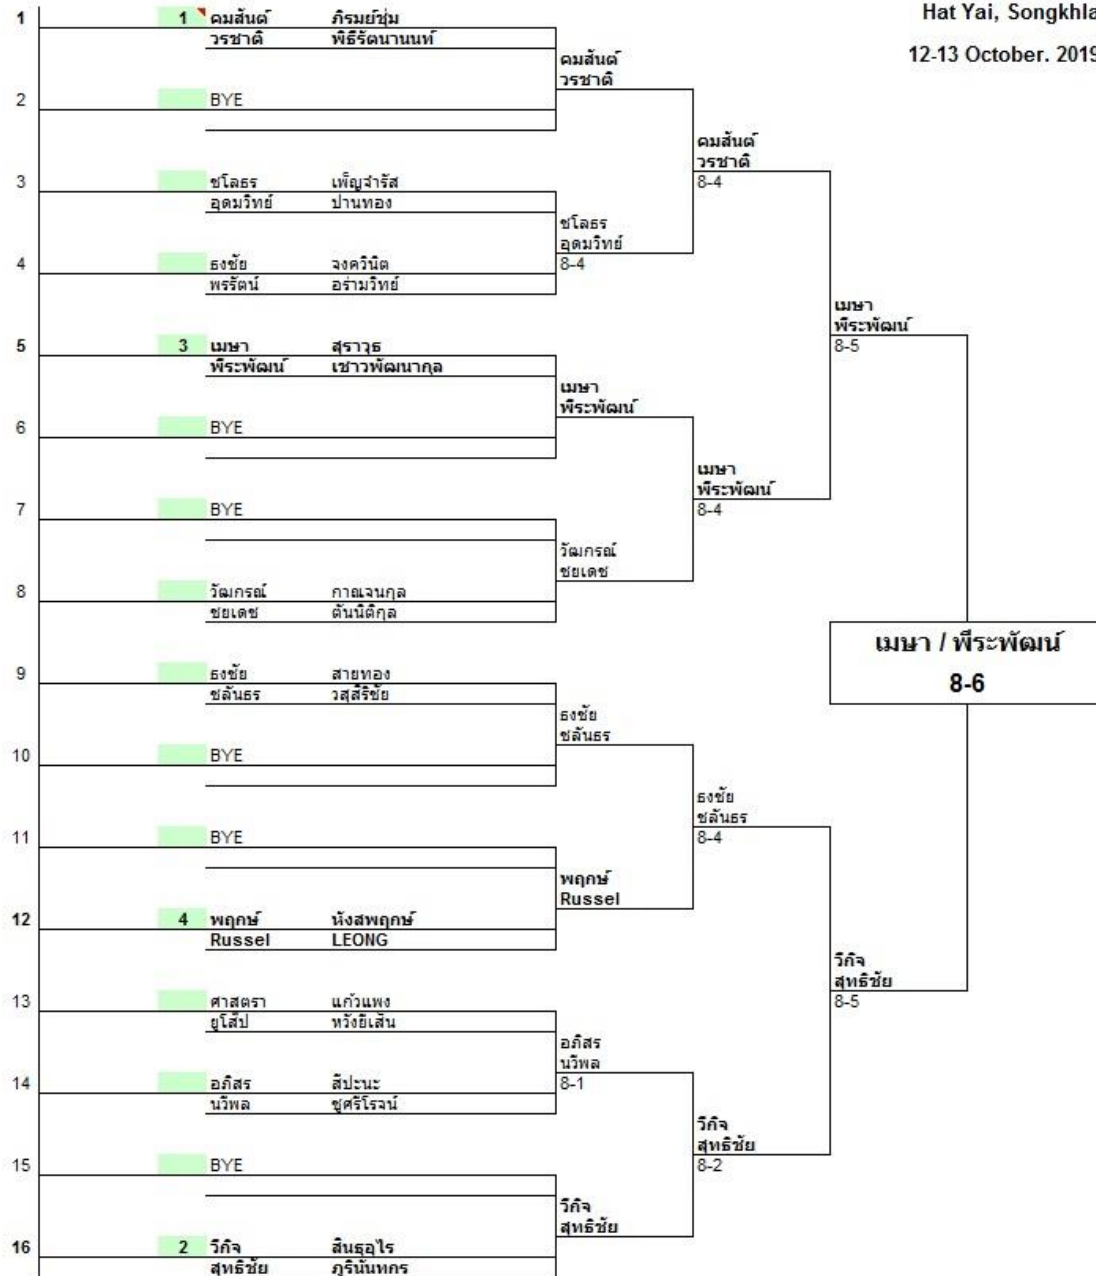 Hat Yai, Songkhla
12-13 October. 2019
1 1 คมสันต์ ภิรมย์ชุ่ม
วรชาติ พิธีรัตนานนท์
คมสันต์
วรชาติ
2 BYE
คมสันต์
วรชาติ
8-4
3 ชโลธร เพ็ญจำรัส
อุดมวิทย์ ปานทอง
ชโลธร
อุดมวิทย์
8-4
4 ธงชัย จงควินิต
พรรัตน์ อร่ามวิทย์
เมษา
พีระพัฒน์
8-5
5 3 เมษา สุราวุธ
พีระพัฒน์ เชาวพัฒนากุล
เมษา
พีระพัฒน์
6 BYE
เมษา
พีระพัฒน์
8-4
7 BYE
วัฒกรณ์
ชยเดช
8 วัฒกรณ์ กาณจนกุล
ชยเดช ตันนิติกุล
เมษา / พีระพัฒน์
8-6
9 ธงชัย สายทอง
ชลันธร วสุสิริชัย
ธงชัย
ชลันธร
10 BYE
ธงชัย
ชลันธร
8-4
11 BYE
พฤกษ์
Russel
12 4 พฤกษ์ หังสพฤกษ์
Russel LEONG
วีกิจ
สุทธิชัย
8-5
13 ศาสตรา แก้วแพง
ยูโส๊ป หวังยีเส็น
อภิสร
นวิพล
8-1
14 อภิสร สีปะนะ
นวิพล ชูศรีโรจน์
วีกิจ
สุทธิชัย
8-2
15 BYE
วีกิจ
สุทธิชัย
16 2 วีกิจ สินธุอุไร
สุทธิชัย ภูรินันทกร